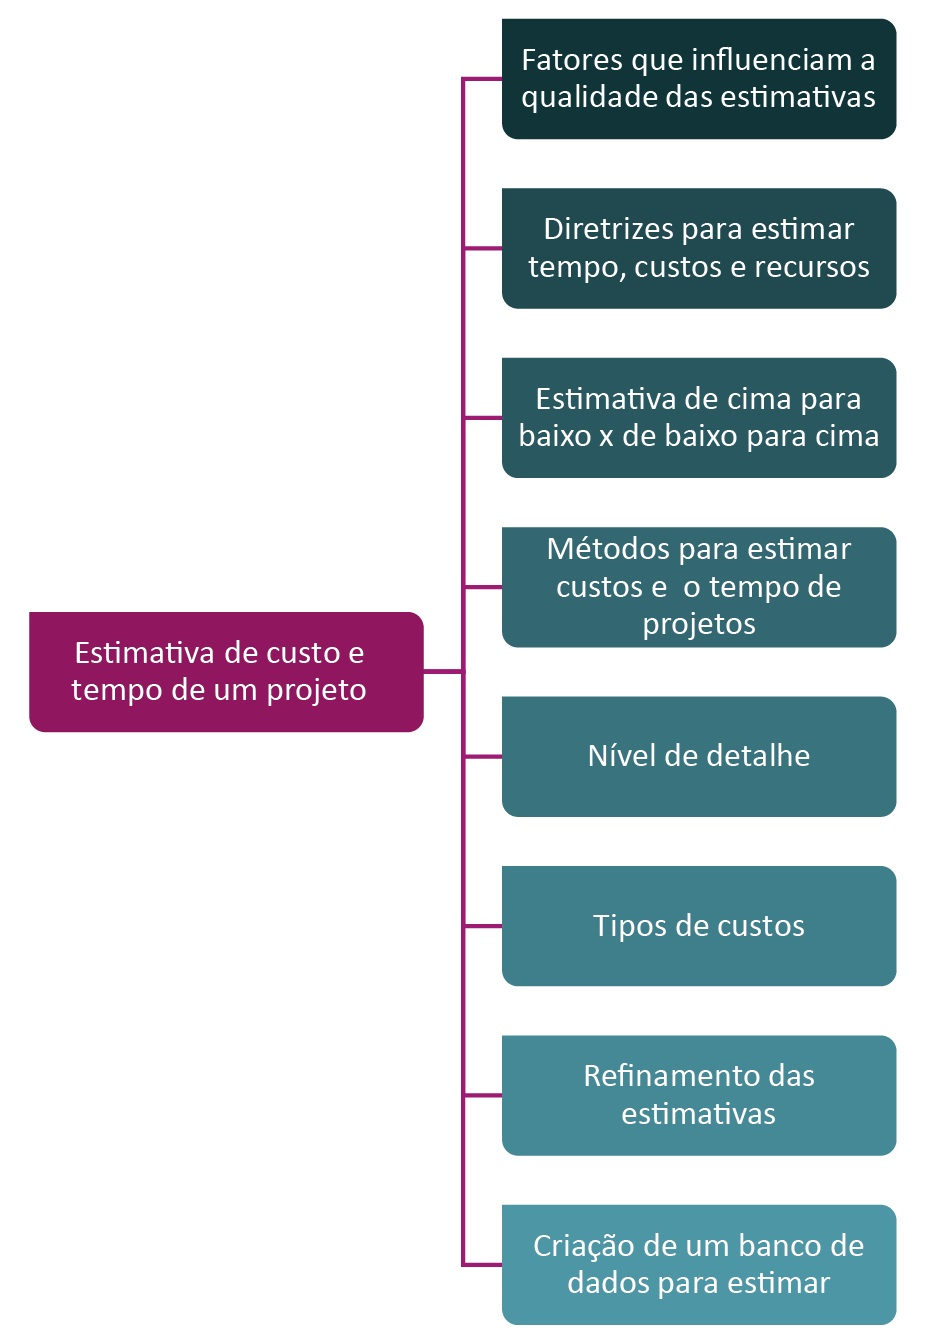 Fatores que influenciam a
qualidade das estimativas
Diretrizes para estimar
tempo, custos e recursos
Estimativa de cima para
baixo x de baixo para cima
Métodos para estimar
custos e  o tempo de
projetos
Estimativa de custo e
tempo de um projeto
Nível de detalhe
Tipos de custos
Refinamento das
estimativas
Criação de um banco de
dados para estimar